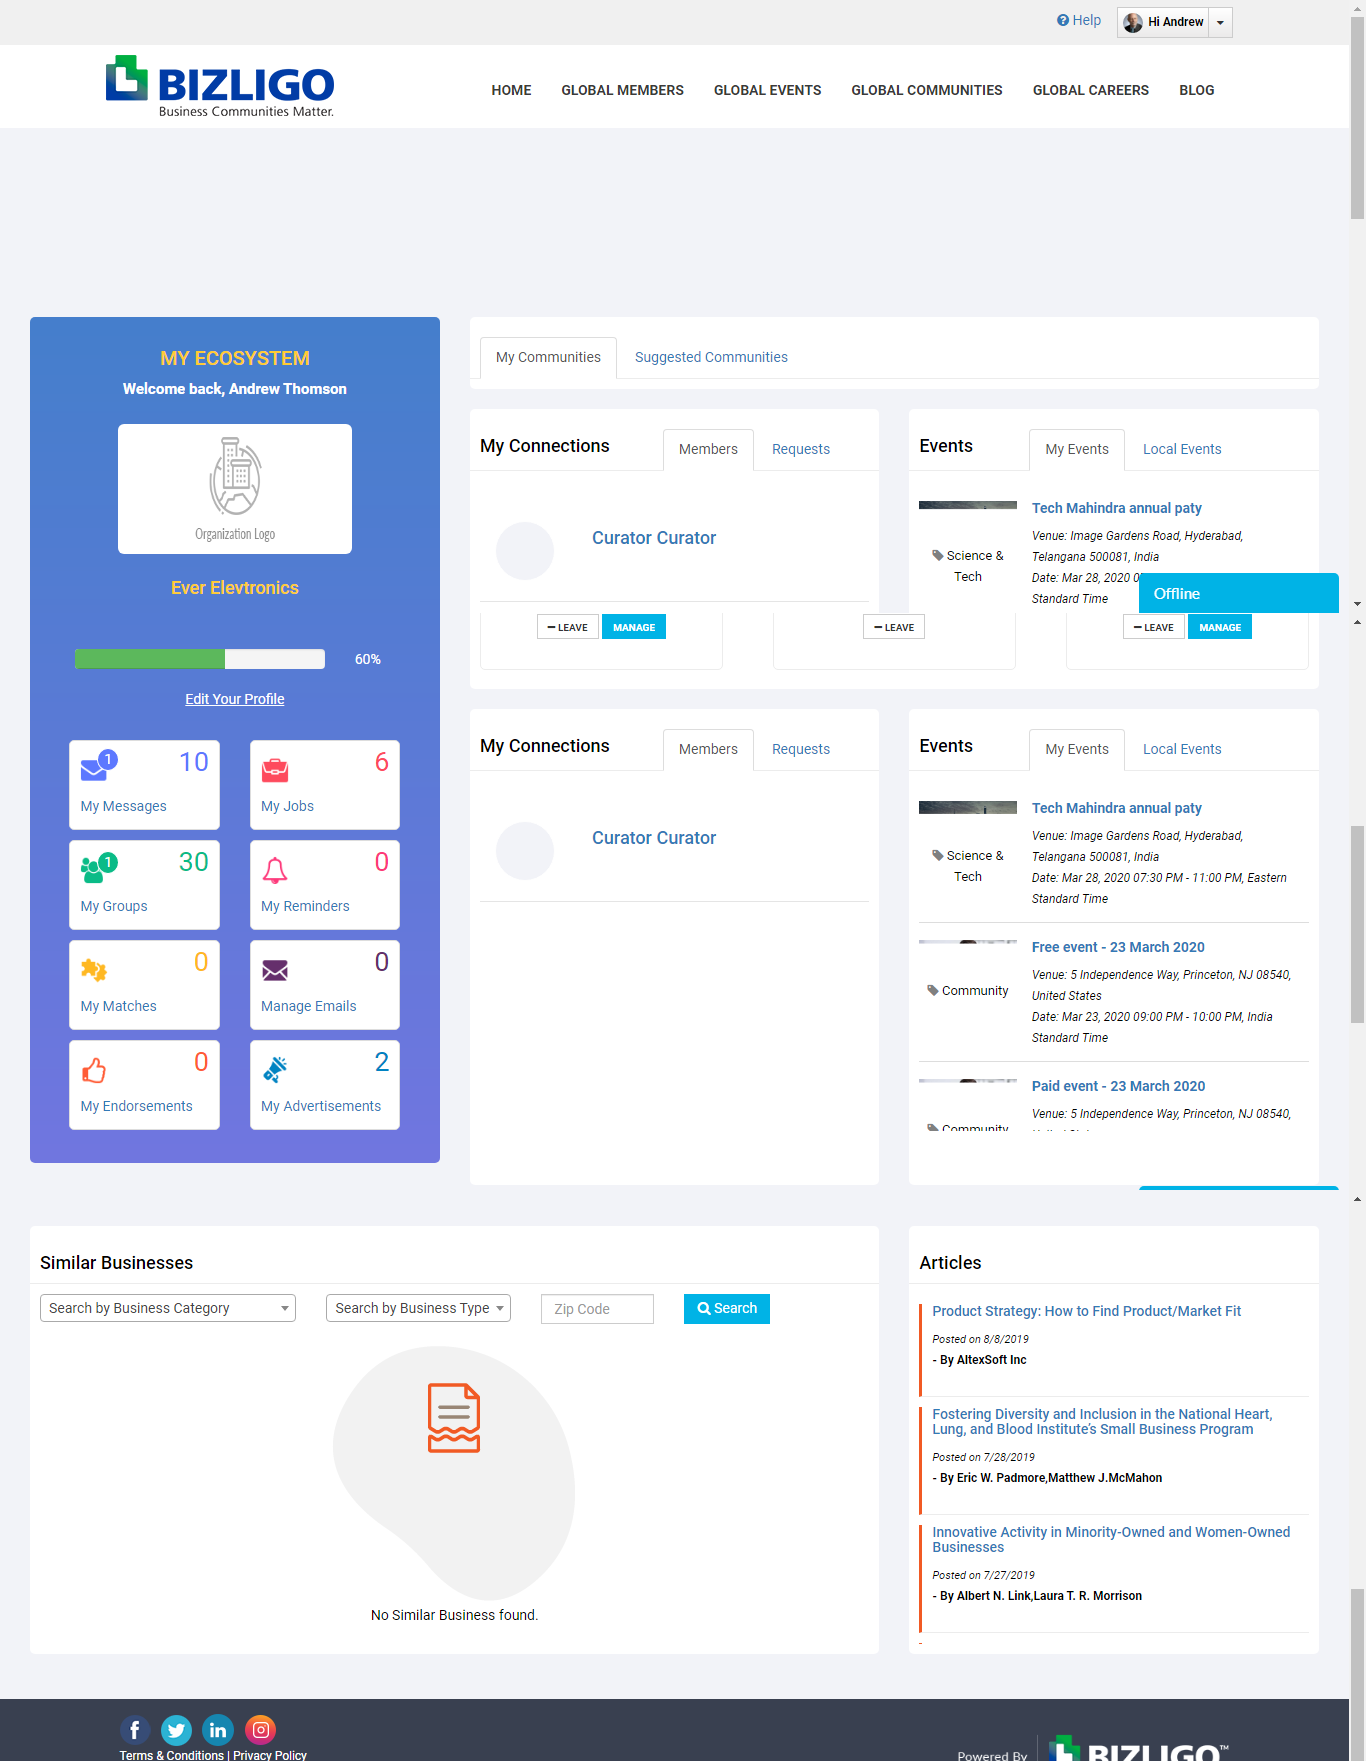 Help
Hi Andrew
BIZLIGO
Business Communities Matter.
HOME GLOBAL MEMBERS GLOBAL EVENTS GLOBAL COMMUNITIES GLOBAL CAREERS BLOG
MY ECOSYSTEM
Welcome back, Andrew Thomson
Organization Logo
Ever Elevtronics
60%
Edit Your Profile
1 10
My Messages
6
My Jobs
1 30
My Groups
0
My Reminders
0
My Matches
0
Manage Emails
0
My Endorsements
2
My Advertisements
My Communities Suggested Communities
My Connections Members Requests
Curator Curator
Events My Events Local Events
Tech Mahindra annual paty
Venue: Image Gardens Road, Hyderabad,
Telangana 500081, India
Date: Mar 28, 2020 0
Standard Time
Science &
Tech
Offline
LEAVE MANAGE LEAVE LEAVE MANAGE
My Connections Members Requests
Curator Curator
Events My Events Local Events
Tech Mahindra annual paty
Venue: Image Gardens Road, Hyderabad,
Telangana 500081, India
Date: Mar 28, 2020 07:30 PM - 11:00 PM, Eastern
Standard Time
Science &
Tech
Free event - 23 March 2020
Venue: 5 Independence Way, Princeton, NJ 08540,
United States
Date: Mar 23, 2020 09:00 PM - 10:00 PM, India
Standard Time
Community
Paid event - 23 March 2020
Venue: 5 Independence Way, Princeton, NJ 08540,
Community
Similar Businesses
Search by Business Category Search by Business Type Zip Code Search
No Similar Business found.
Articles
Product Strategy: How to Find Product/Market Fit
Posted on 8/8/2019
- By AltexSoft Inc
Fostering Diversity and Inclusion in the National Heart,
Lung, and Blood Institute's Small Business Program
Posted on 7/28/2019
- By Eric W. Padmore,Matthew J.McMahon
Innovative Activity in Minority-Owned and Women-Owned
Businesses
Posted on 7/27/2019
- By Albert N. Link,Laura T. R. Morrison
Terms & Conditions | Privacy Policy
Powered By BIZLIGO™